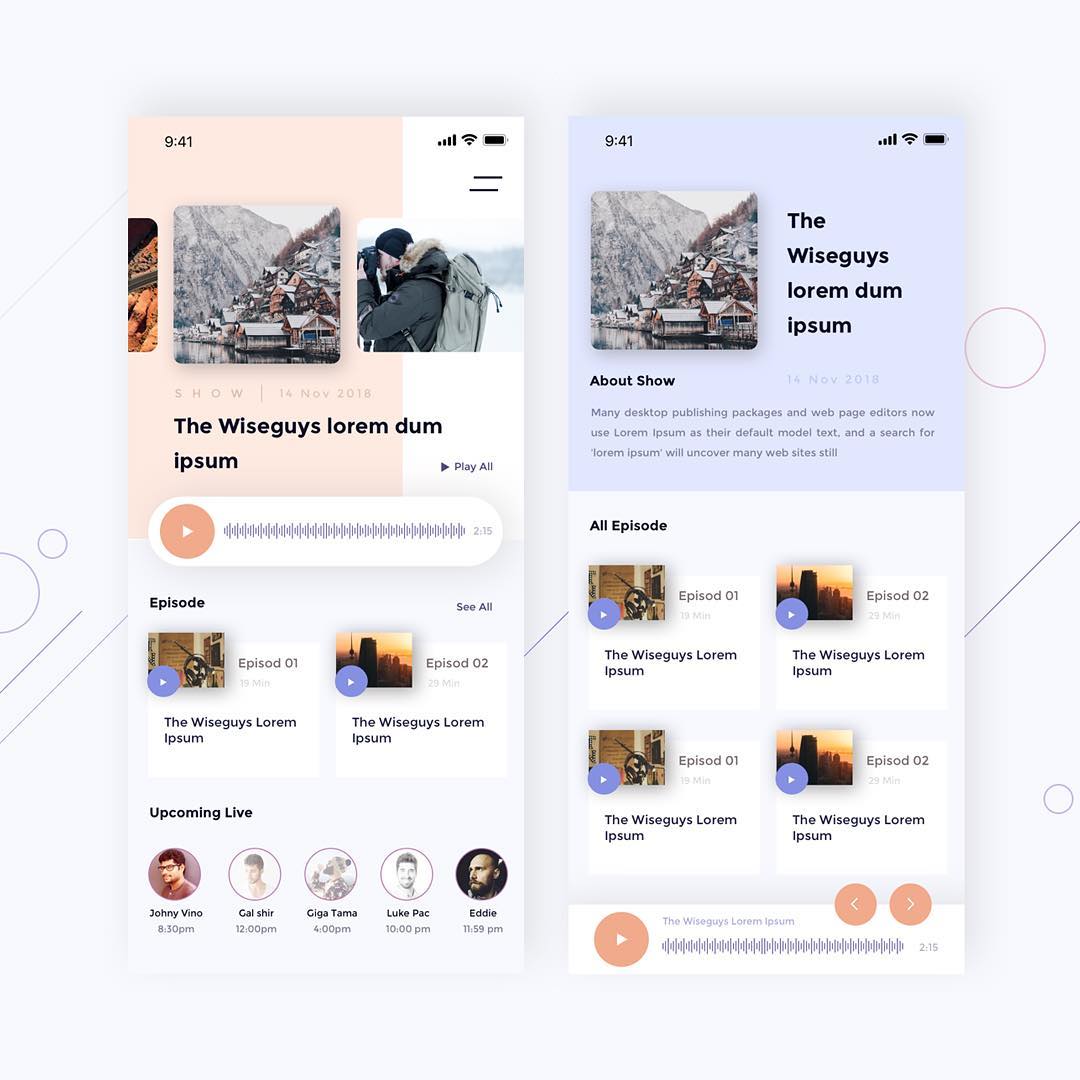 9:41
SHOW 14 Nov 2018
The Wiseguys lorem dum
ipsum
Play All
2:15
Episode
See All
Episod 01
19 Min
The Wiseguys Lorem
Ipsum
Episod 02
29 Min
The Wiseguys Lorem
Ipsum
Upcoming Live
Johny Vino
8:30pm
Gal shir
12:00pm
Giga Tama
4:00pm
Luke Pac
10:00 pm
Eddie
11:59 pm
9:41
The
Wiseguys
lorem dum
ipsum
14 Nov 2018
About Show
Many desktop publishing packages and web page editors now
use Lorem Ipsum as their default model text, and a search for
'lorem ipsum' will uncover many web sites still
All Episode
Episod 01
19 Min
The Wiseguys Lorem
Ipsum
Episod 02
29 Min
The Wiseguys Lorem
Ipsum
Episod 01
19 Min
The Wiseguys Lorem
Ipsum
Episod 02
29 Min
The Wiseguys Lorem
Ipsum
The Wiseguys Lorem Ipsum
2:15